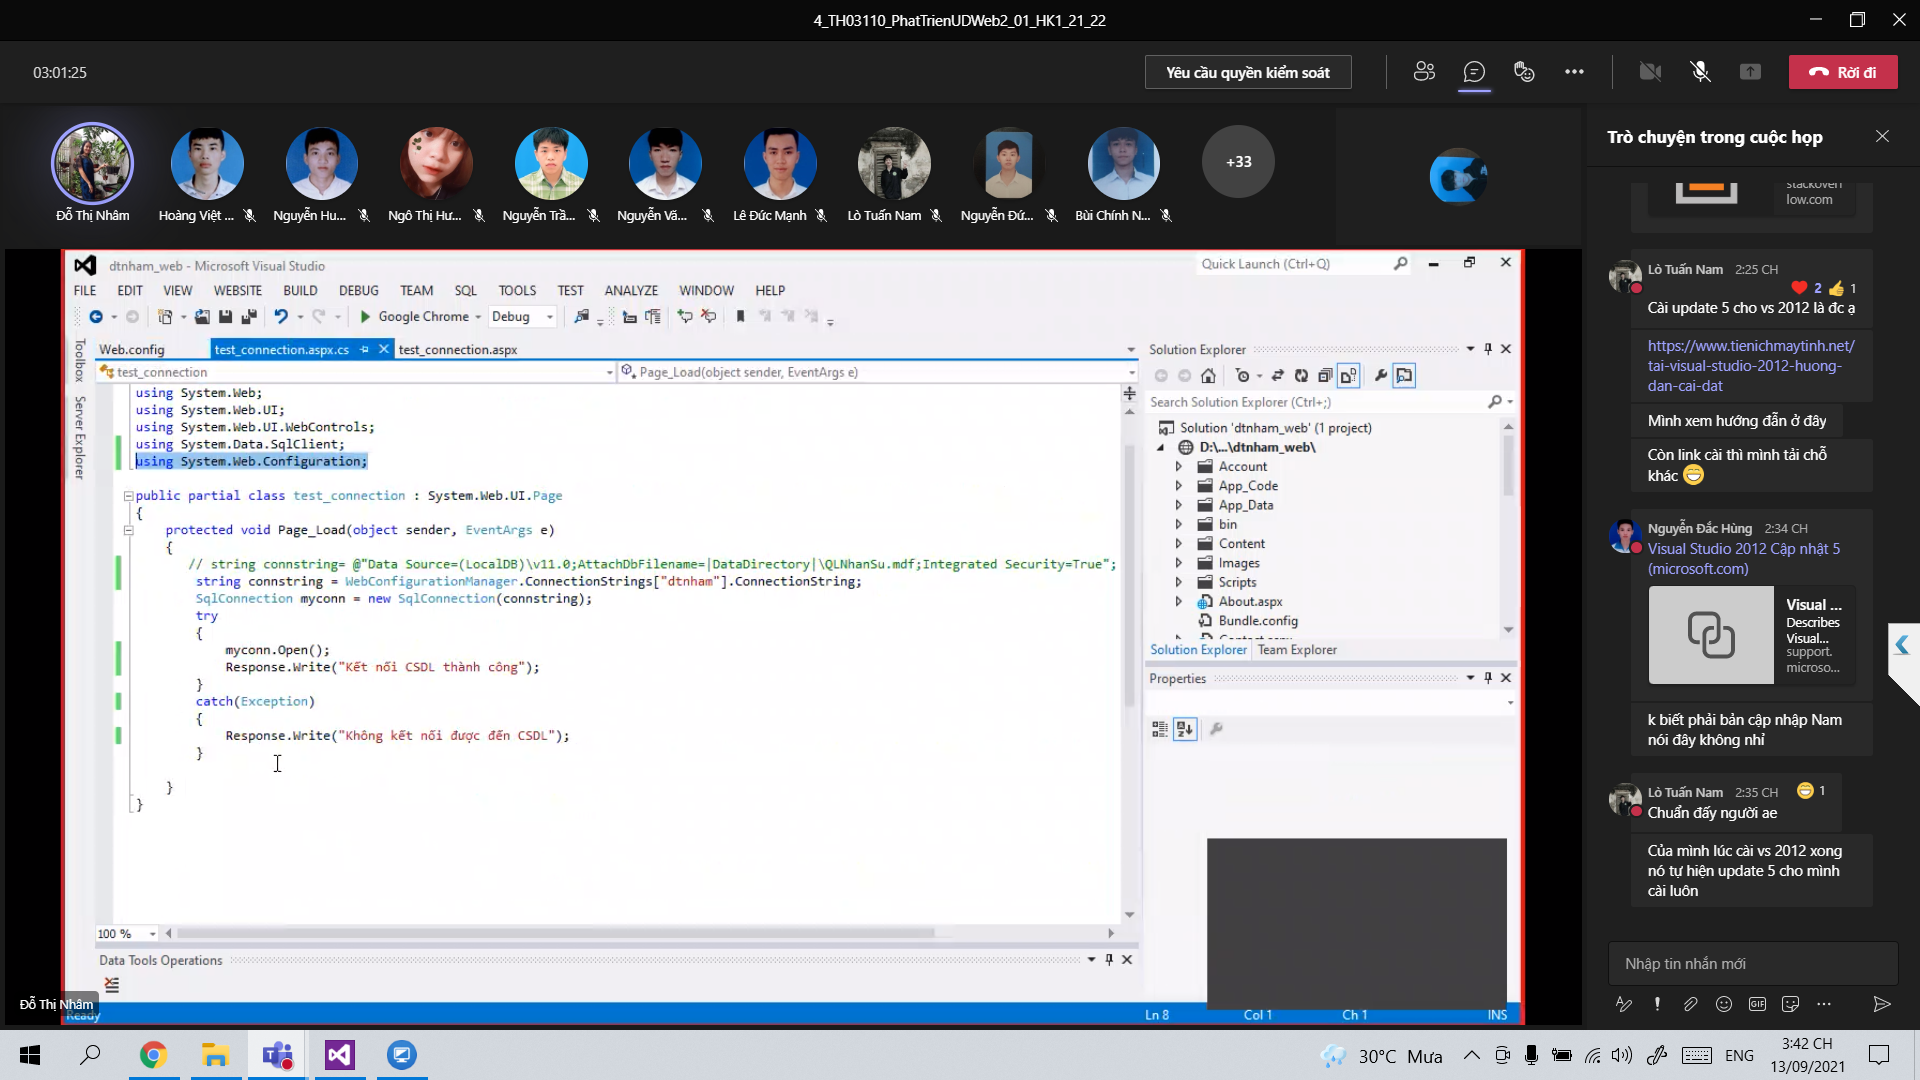 4_TH03110_PhatTrienUDWeb2_01_HK1_21_22
03:01:25
Yêu cầu quyền kiểm soát
Rời đi
Đỗ Thị Nhâm
Hoàng Việt ...
Nguyễn Hu...
Ngô Thị Hư...
Nguyễn Trầ...
Nguyễn Vă...
Lê Đức Mạnh
Lò Tuấn Nam
Nguyễn Đứ...
Bùi Chính N...
+33
dtnham_web - Microsoft Visual Studio
Quick Launch (Ctrl+Q)
FILE EDIT VIEW WEBSITE BUILD DEBUG TEAM SQL TOOLS TEST ANALYZE WINDOW HELP
Google Chrome
Debug
Toolbox
Server Explorer
Web.config
test_connection.aspx.cs
test_connection.aspx
test_connection
Page_Load(object sender, EventArgs e)
using System.Web;
using System.Web.UI;
using System.Web.UI.WebControls;
using System.Data.SqlClient;
using System.Web.Configuration;
public partial class test_connection : System.Web.UI.Page
{
protected void Page_Load(object sender, EventArgs e)
{
// string connstring= @"Data Source=(LocalDB)\v11.0;AttachDbFilename=|DataDirectory|\QLNhanSu.mdf;Integrated Security=True";
string connstring = WebConfigurationManager.ConnectionStrings["dtnham"].ConnectionString;
SqlConnection myconn = new SqlConnection(connstring);
try
{
myconn.Open();
Response.Write("Kết nối CSDL thành công");
}
catch(Exception)
{
Response.Write("Không kết nối được đến CSDL");
}
}
}
100 %
Data Tools Operations
Đỗ Thị Nhâm
Ready
Ln 8
Col 1
Ch 1
INS
Solution Explorer
Search Solution Explorer (Ctrl+;)
Solution 'dtnham_web' (1 project)
D:\...\dtnham_web\
Account
App_Code
App_Data
bin
Content
Images
Scripts
About.aspx
Bundle.config
Solution Explorer
Team Explorer
Properties
Trò chuyện trong cuộc họp
stackoverf
low.com
Lò Tuấn Nam 2:25 CH
2 1
Cài update 5 cho vs 2012 là đc ạ
https://www.tienichmaytinh.net/
tai-visual-studio-2012-huong-
dan-cai-dat
Mình xem hướng đẫn ở đây
Còn link cài thì mình tải chỗ
khác
Nguyễn Đắc Hùng 2:34 CH
Visual Studio 2012 Cập nhật 5
(microsoft.com)
Visual ...
Describes
Visual...
support.
microso...
k biết phải bản cập nhập Nam
nói đây không nhỉ
Lò Tuấn Nam 2:35 CH
1
Chuẩn đấy người ae
Của mình lúc cài vs 2012 xong
nó tự hiện update 5 cho mình
cài luôn
Nhập tin nhắn mới
GIF
30°C Mưa
ENG
3:42 CH
13/09/2021